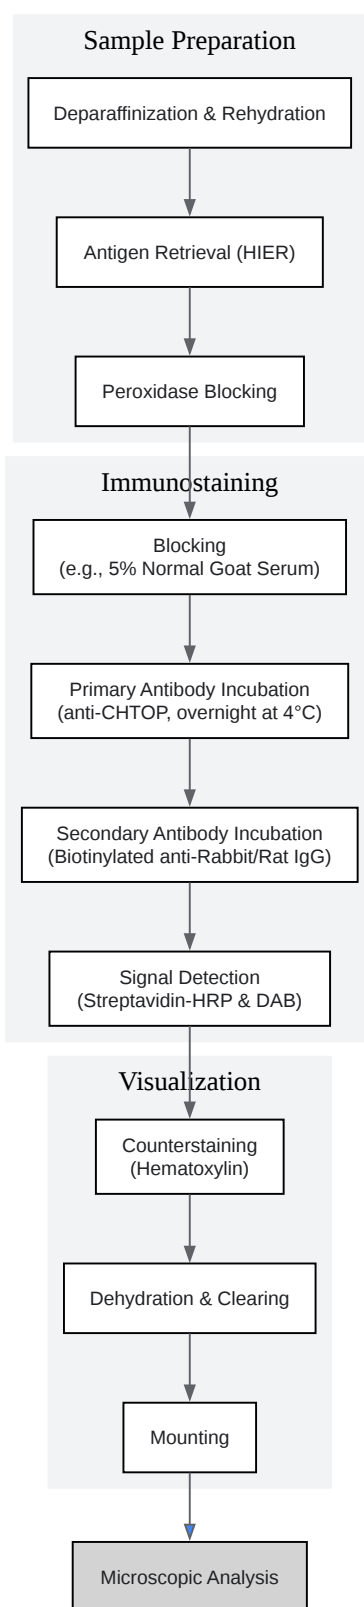 Sample Preparation
Deparaffinization & Rehydration
Antigen Retrieval (HIER)
Peroxidase Blocking
Immunostaining
Blocking
(e.g., 5% Normal Goat Serum)
Primary Antibody Incubation
(anti-CHTOP, overnight at 4°C)
Secondary Antibody Incubation
(Biotinylated anti-Rabbit/Rat IgG)
Signal Detection
(Streptavidin-HRP & DAB)
Visualization
Counterstaining
(Hematoxylin)
Dehydration & Clearing
Mounting
Microscopic Analysis